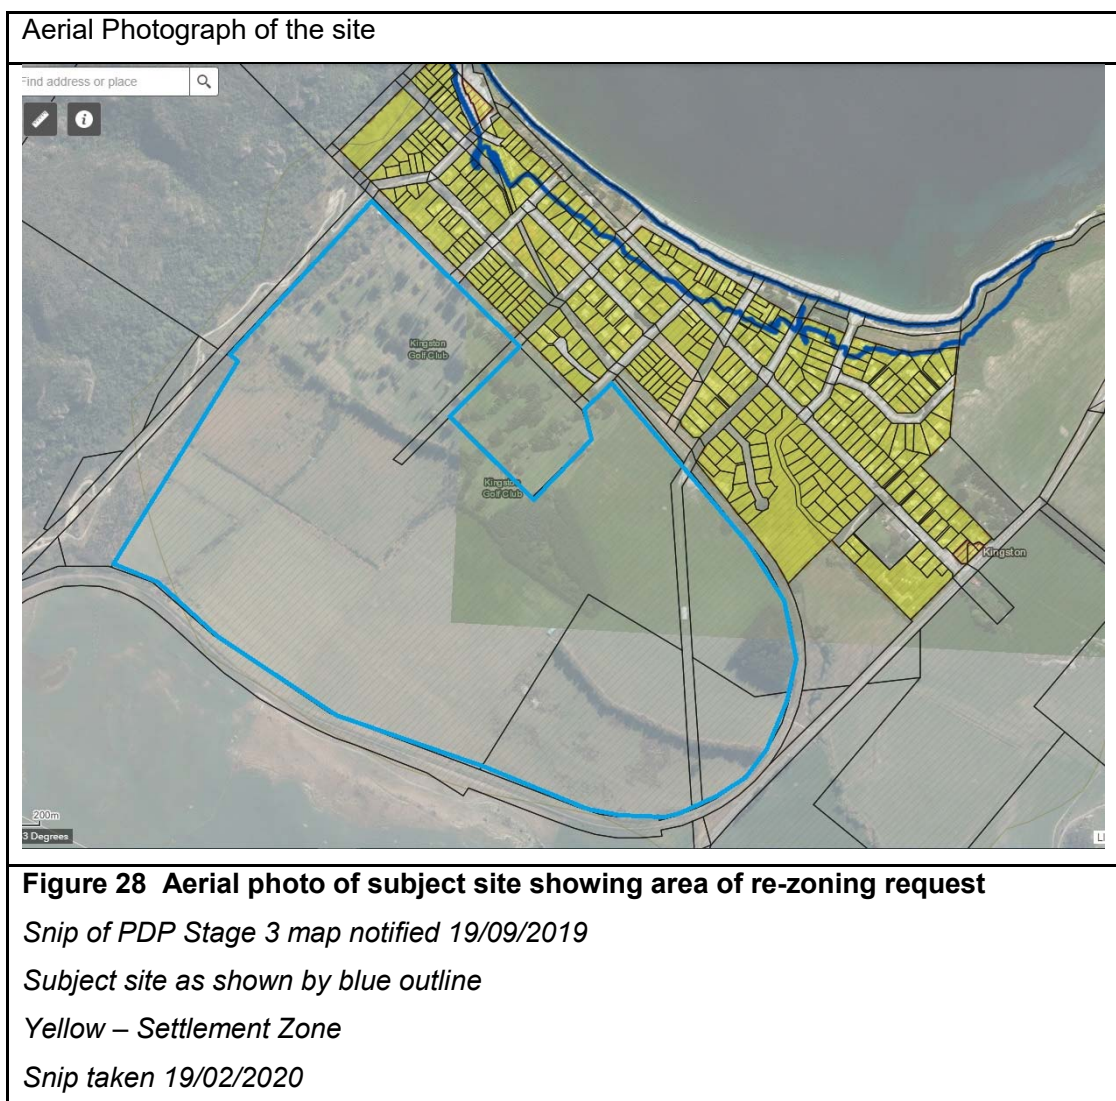 Aerial Photograph of the site
Find address or place
Kingston
Golf Club
Kingston
Golf Club
Kingston
200m
3 Degrees
Figure 28 Aerial photo of subject site showing area of re-zoning request
Snip of PDP Stage 3 map notified 19/09/2019
Subject site as shown by blue outline
Yellow – Settlement Zone
Snip taken 19/02/2020